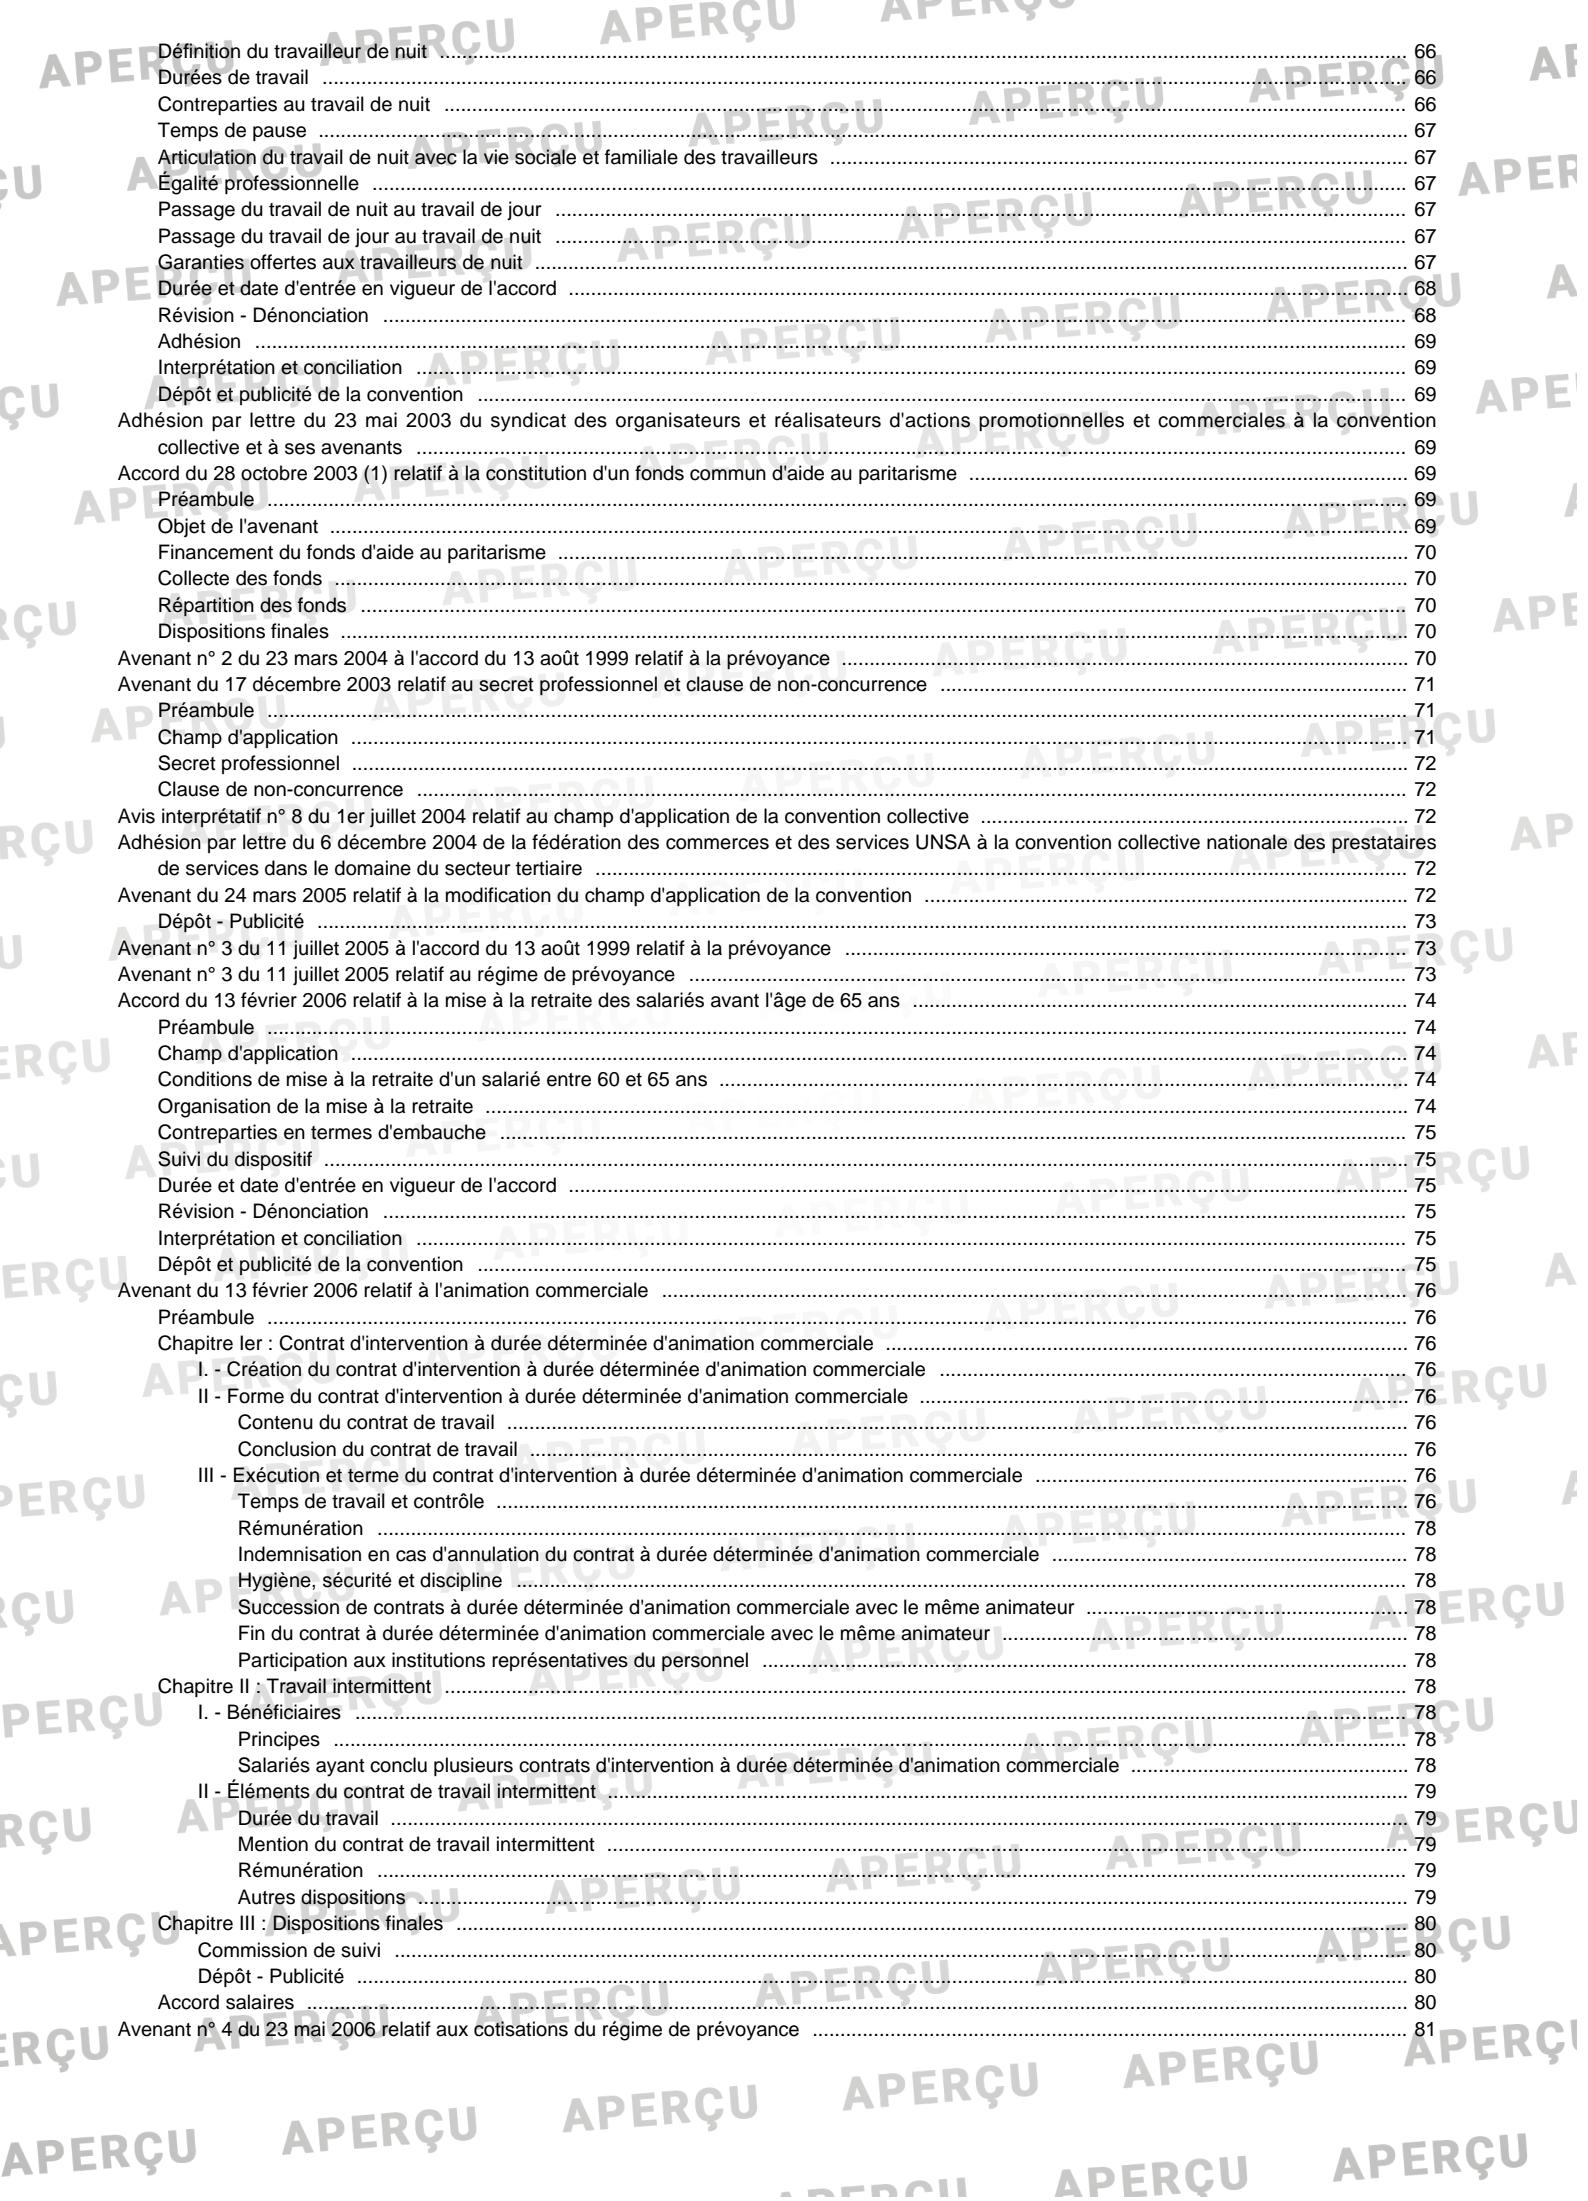 Définition du travailleur de nuit ........ 66
Durées de travail ........ 66
Contreparties au travail de nuit ........ 66
Temps de pause ........ 67
Articulation du travail de nuit avec la vie sociale et familiale des travailleurs ........ 67
Égalité professionnelle ........ 67
Passage du travail de nuit au travail de jour ........ 67
Passage du travail de jour au travail de nuit ........ 67
Garanties offertes aux travailleurs de nuit ........ 67
Durée et date d'entrée en vigueur de l'accord ........ 68
Révision - Dénonciation ........ 68
Adhésion ........ 69
Interprétation et conciliation ........ 69
Dépôt et publicité de la convention ........ 69
Adhésion par lettre du 23 mai 2003 du syndicat des organisateurs et réalisateurs d'actions promotionnelles et commerciales à la convention
collective et à ses avenants ........ 69
Accord du 28 octobre 2003 (1) relatif à la constitution d'un fonds commun d'aide au paritarisme ........ 69
Préambule ........ 69
Objet de l'avenant ........ 69
Financement du fonds d'aide au paritarisme ........ 70
Collecte des fonds ........ 70
Répartition des fonds ........ 70
Dispositions finales ........ 70
Avenant n° 2 du 23 mars 2004 à l'accord du 13 août 1999 relatif à la prévoyance ........ 70
Avenant du 17 décembre 2003 relatif au secret professionnel et clause de non-concurrence ........ 71
Préambule ........ 71
Champ d'application ........ 71
Secret professionnel ........ 72
Clause de non-concurrence ........ 72
Avis interprétatif n° 8 du 1er juillet 2004 relatif au champ d'application de la convention collective ........ 72
Adhésion par lettre du 6 décembre 2004 de la fédération des commerces et des services UNSA à la convention collective nationale des prestataires
de services dans le domaine du secteur tertiaire ........ 72
Avenant du 24 mars 2005 relatif à la modification du champ d'application de la convention ........ 72
Dépôt - Publicité ........ 73
Avenant n° 3 du 11 juillet 2005 à l'accord du 13 août 1999 relatif à la prévoyance ........ 73
Avenant n° 3 du 11 juillet 2005 relatif au régime de prévoyance ........ 73
Accord du 13 février 2006 relatif à la mise à la retraite des salariés avant l'âge de 65 ans ........ 74
Préambule ........ 74
Champ d'application ........ 74
Conditions de mise à la retraite d'un salarié entre 60 et 65 ans ........ 74
Organisation de la mise à la retraite ........ 74
Contreparties en termes d'embauche ........ 75
Suivi du dispositif ........ 75
Durée et date d'entrée en vigueur de l'accord ........ 75
Révision - Dénonciation ........ 75
Interprétation et conciliation ........ 75
Dépôt et publicité de la convention ........ 75
Avenant du 13 février 2006 relatif à l'animation commerciale ........ 76
Préambule ........ 76
Chapitre Ier : Contrat d'intervention à durée déterminée d'animation commerciale ........ 76
I. - Création du contrat d'intervention à durée déterminée d'animation commerciale ........ 76
II - Forme du contrat d'intervention à durée déterminée d'animation commerciale ........ 76
Contenu du contrat de travail ........ 76
Conclusion du contrat de travail ........ 76
III - Exécution et terme du contrat d'intervention à durée déterminée d'animation commerciale ........ 76
Temps de travail et contrôle ........ 76
Rémunération ........ 78
Indemnisation en cas d'annulation du contrat à durée déterminée d'animation commerciale ........ 78
Hygiène, sécurité et discipline ........ 78
Succession de contrats à durée déterminée d'animation commerciale avec le même animateur ........ 78
Fin du contrat à durée déterminée d'animation commerciale avec le même animateur ........ 78
Participation aux institutions représentatives du personnel ........ 78
Chapitre II : Travail intermittent ........ 78
I. - Bénéficiaires ........ 78
Principes ........ 78
Salariés ayant conclu plusieurs contrats d'intervention à durée déterminée d'animation commerciale ........ 78
II - Éléments du contrat de travail intermittent ........ 79
Durée du travail ........ 79
Mention du contrat de travail intermittent ........ 79
Rémunération ........ 79
Autres dispositions ........ 79
Chapitre III : Dispositions finales ........ 80
Commission de suivi ........ 80
Dépôt - Publicité ........ 80
Accord salaires ........ 80
Avenant n° 4 du 23 mai 2006 relatif aux cotisations du régime de prévoyance ........ 81
APERÇU